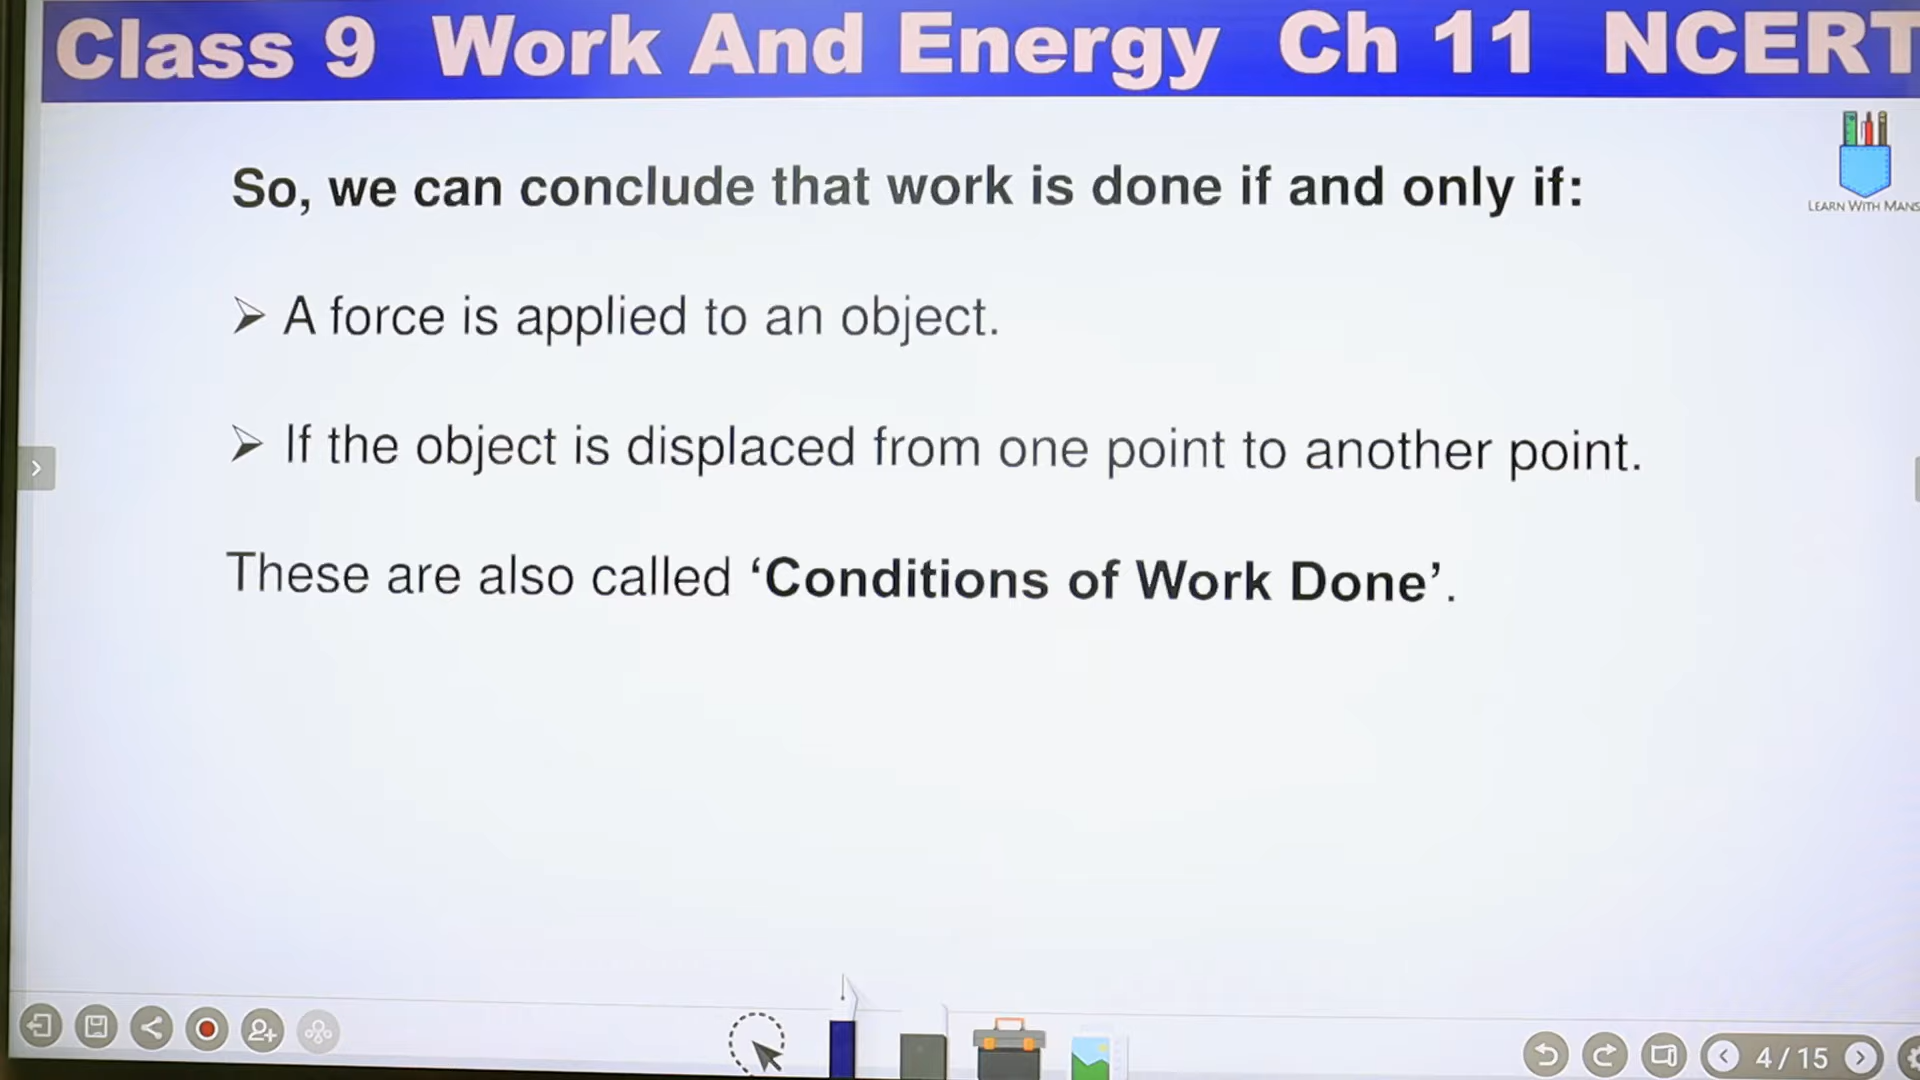 Class 9 Work And Energy Ch 11 NCERT
LEARN WITH MANS
So, we can conclude that work is done if and only if:
➢ A force is applied to an object.
➢ If the object is displaced from one point to another point.
These are also called ‘Conditions of Work Done’.
4 / 15